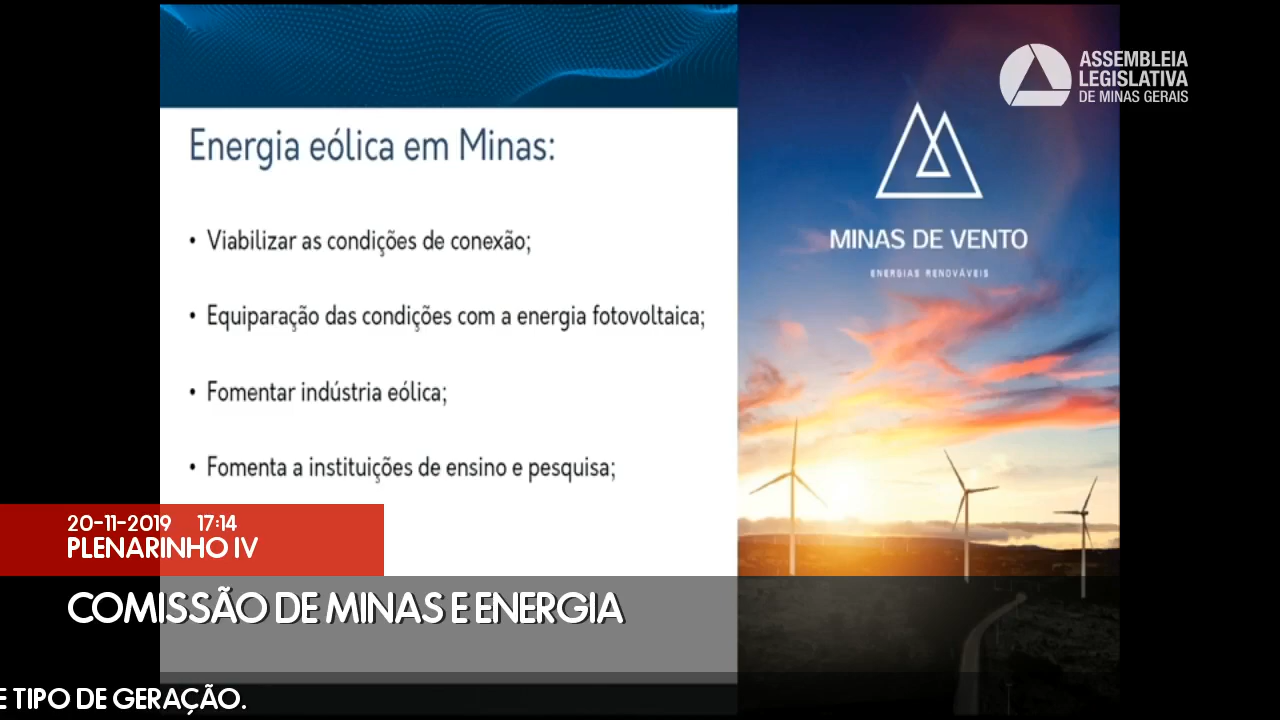 ASSEMBLEIA
LEGISLATIVA
DE MINAS GERAIS
Energia eólica em Minas:
• Viabilizar as condições de conexão;
• Equiparação das condições com a energia fotovoltaica;
• Fomentar indústria eólica;
• Fomenta a instituições de ensino e pesquisa;
MINAS DE VENTO
ENERGIAS RENOVÁVEIS
20-11-2019 17:14
PLENARINHO IV
COMISSÃO DE MINAS E ENERGIA
E TIPO DE GERAÇÃO.